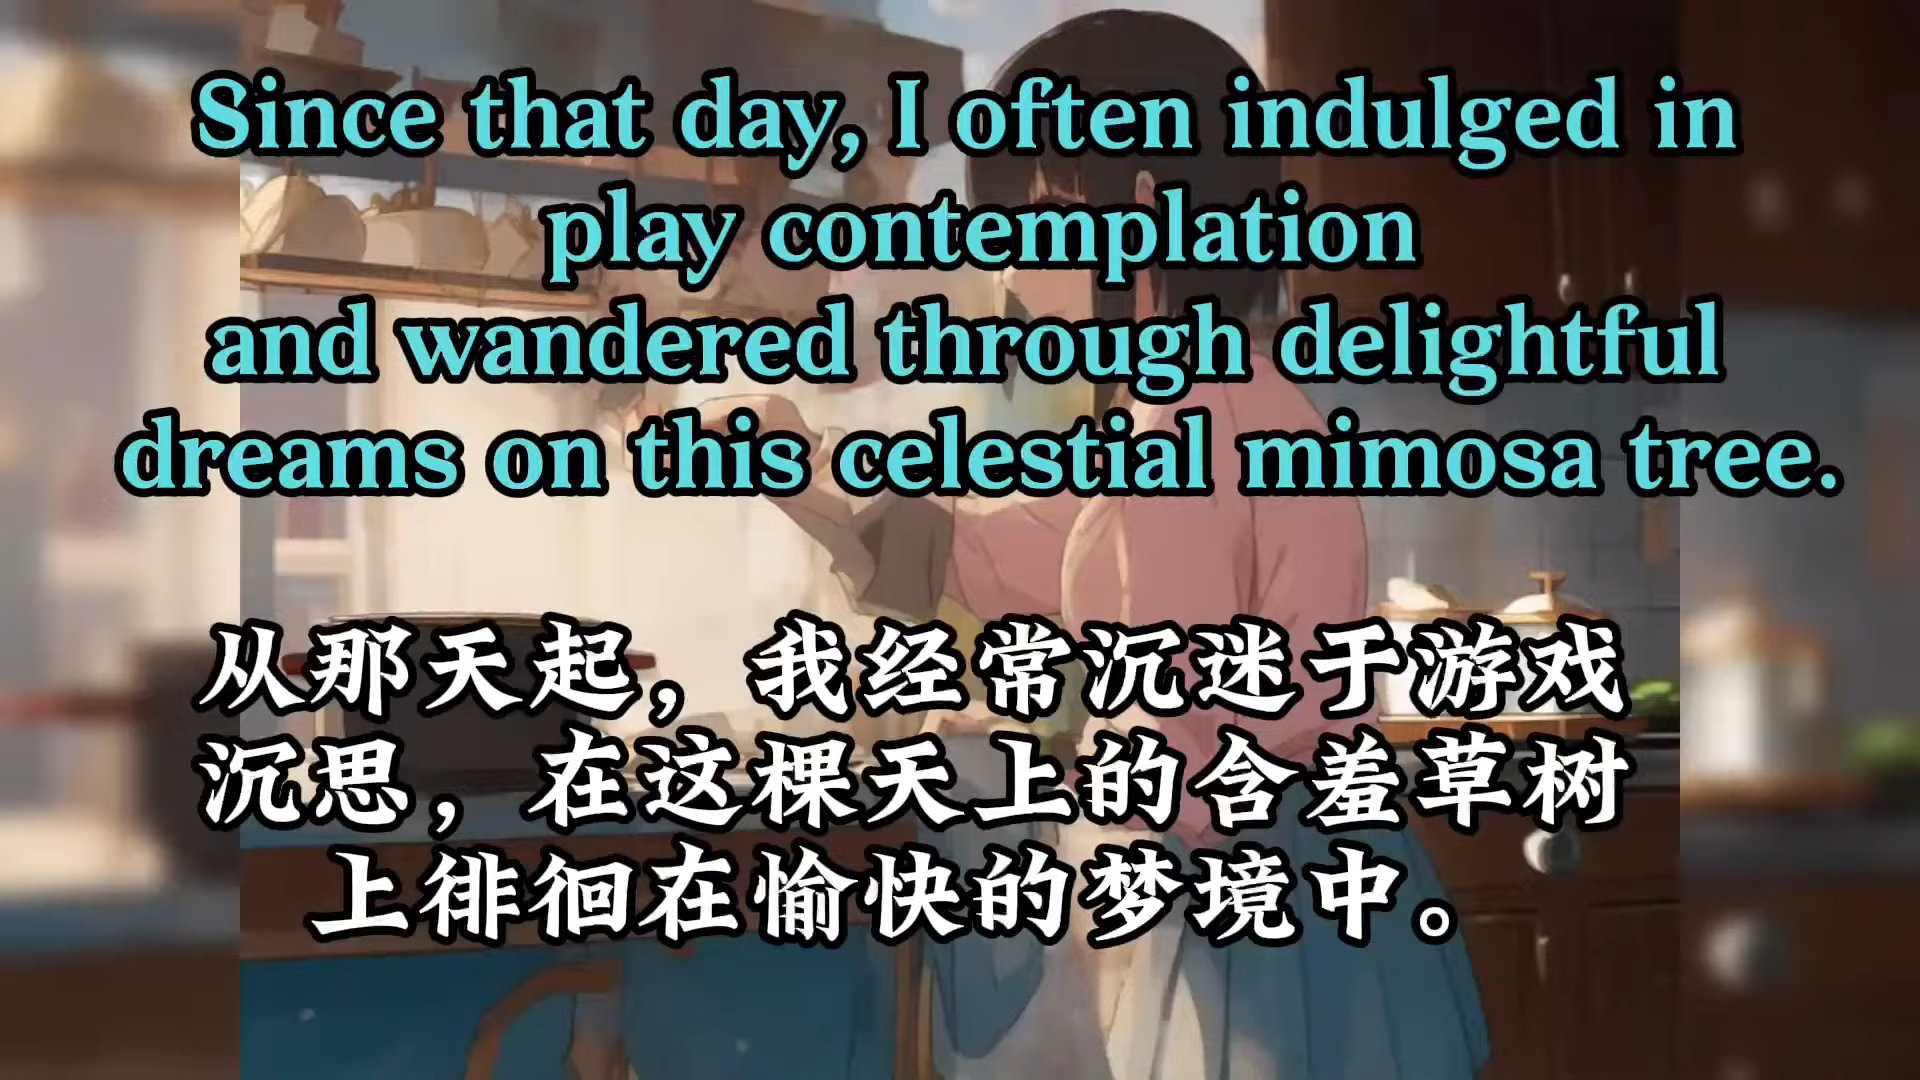 Since that day, I often indulged in
play contemplation
and wandered through delightful
dreams on this celestial mimosa tree.
从那天起，我经常沉迷于游戏
沉思，在这棵天上的含羞草树
上徘徊在愉快的梦境中。